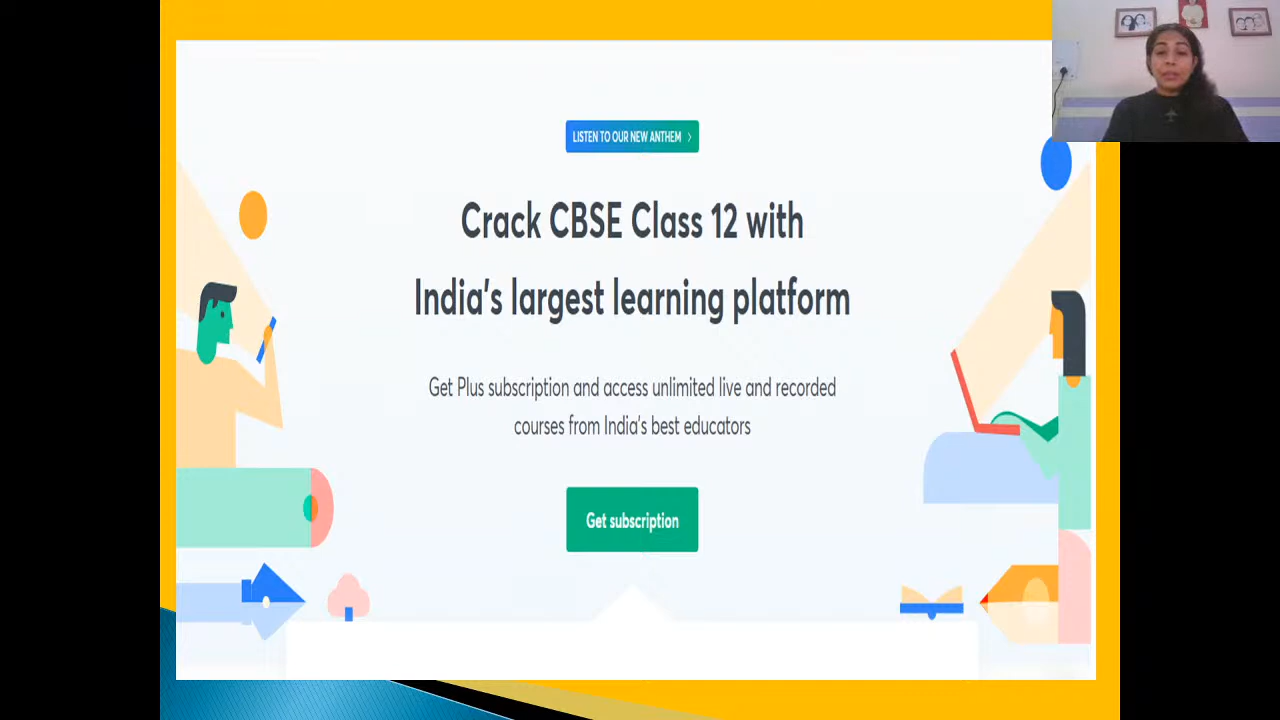 LISTEN TO OUR NEW ANTHEM >
Crack CBSE Class 12 with
India's largest learning platform
Get Plus subscription and access unlimited live and recorded
courses from India's best educators
Get subscription